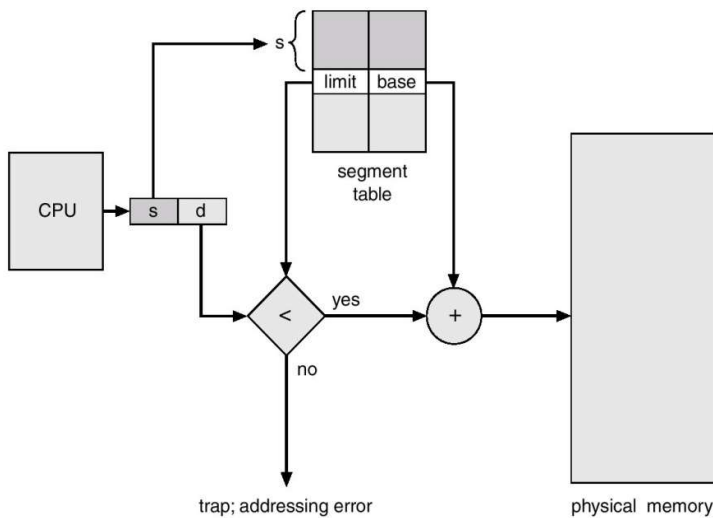 s
limit base
segment
table
CPU
s d
<
yes
+
no
trap; addressing error
physical memory